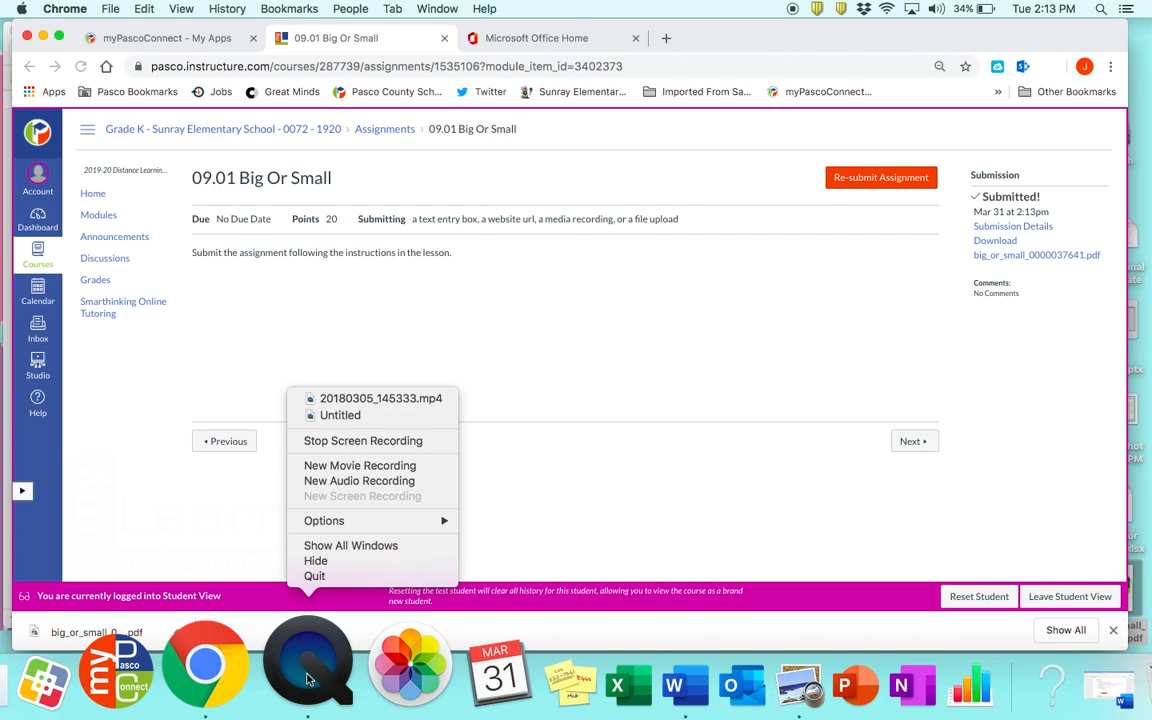 Chrome File Edit View History Bookmarks People Tab Window Help 34% Tue 2:13 PM
myPascoConnect - My Apps 09.01 Big Or Small Microsoft Office Home
pasco.instructure.com/courses/287739/assignments/1535106?module_item_id=3402373 J
Apps Pasco Bookmarks Jobs Great Minds Pasco County Sch... Twitter Sunray Elementar... Imported From Sa... myPascoConnect... » Other Bookmarks
Grade K - Sunray Elementary School - 0072 - 1920 › Assignments › 09.01 Big Or Small
2019-20 Distance Learnin...
Home
Modules
Announcements
Discussions
Grades
Smarthinking Online
Tutoring
Account
Dashboard
Courses
Calendar
Inbox
Studio
Help
09.01 Big Or Small
Re-submit Assignment
Due No Due Date Points 20 Submitting a text entry box, a website url, a media recording, or a file upload
Submit the assignment following the instructions in the lesson.
Submission
Submitted!
Mar 31 at 2:13pm
Submission Details
Download
big_or_small_0000037641.pdf
Comments:
No Comments
Previous
Next
20180305_145333.mp4
Untitled
Stop Screen Recording
New Movie Recording
New Audio Recording
New Screen Recording
Options
Show All Windows
Hide
Quit
You are currently logged into Student View
Resetting the test student will clear all history for this student, allowing you to view the course as a brand
new student.
Reset Student Leave Student View
big_or_small_0....pdf
Show All
my
Pasco
Connect
MAR
31
X
W
O
P
N